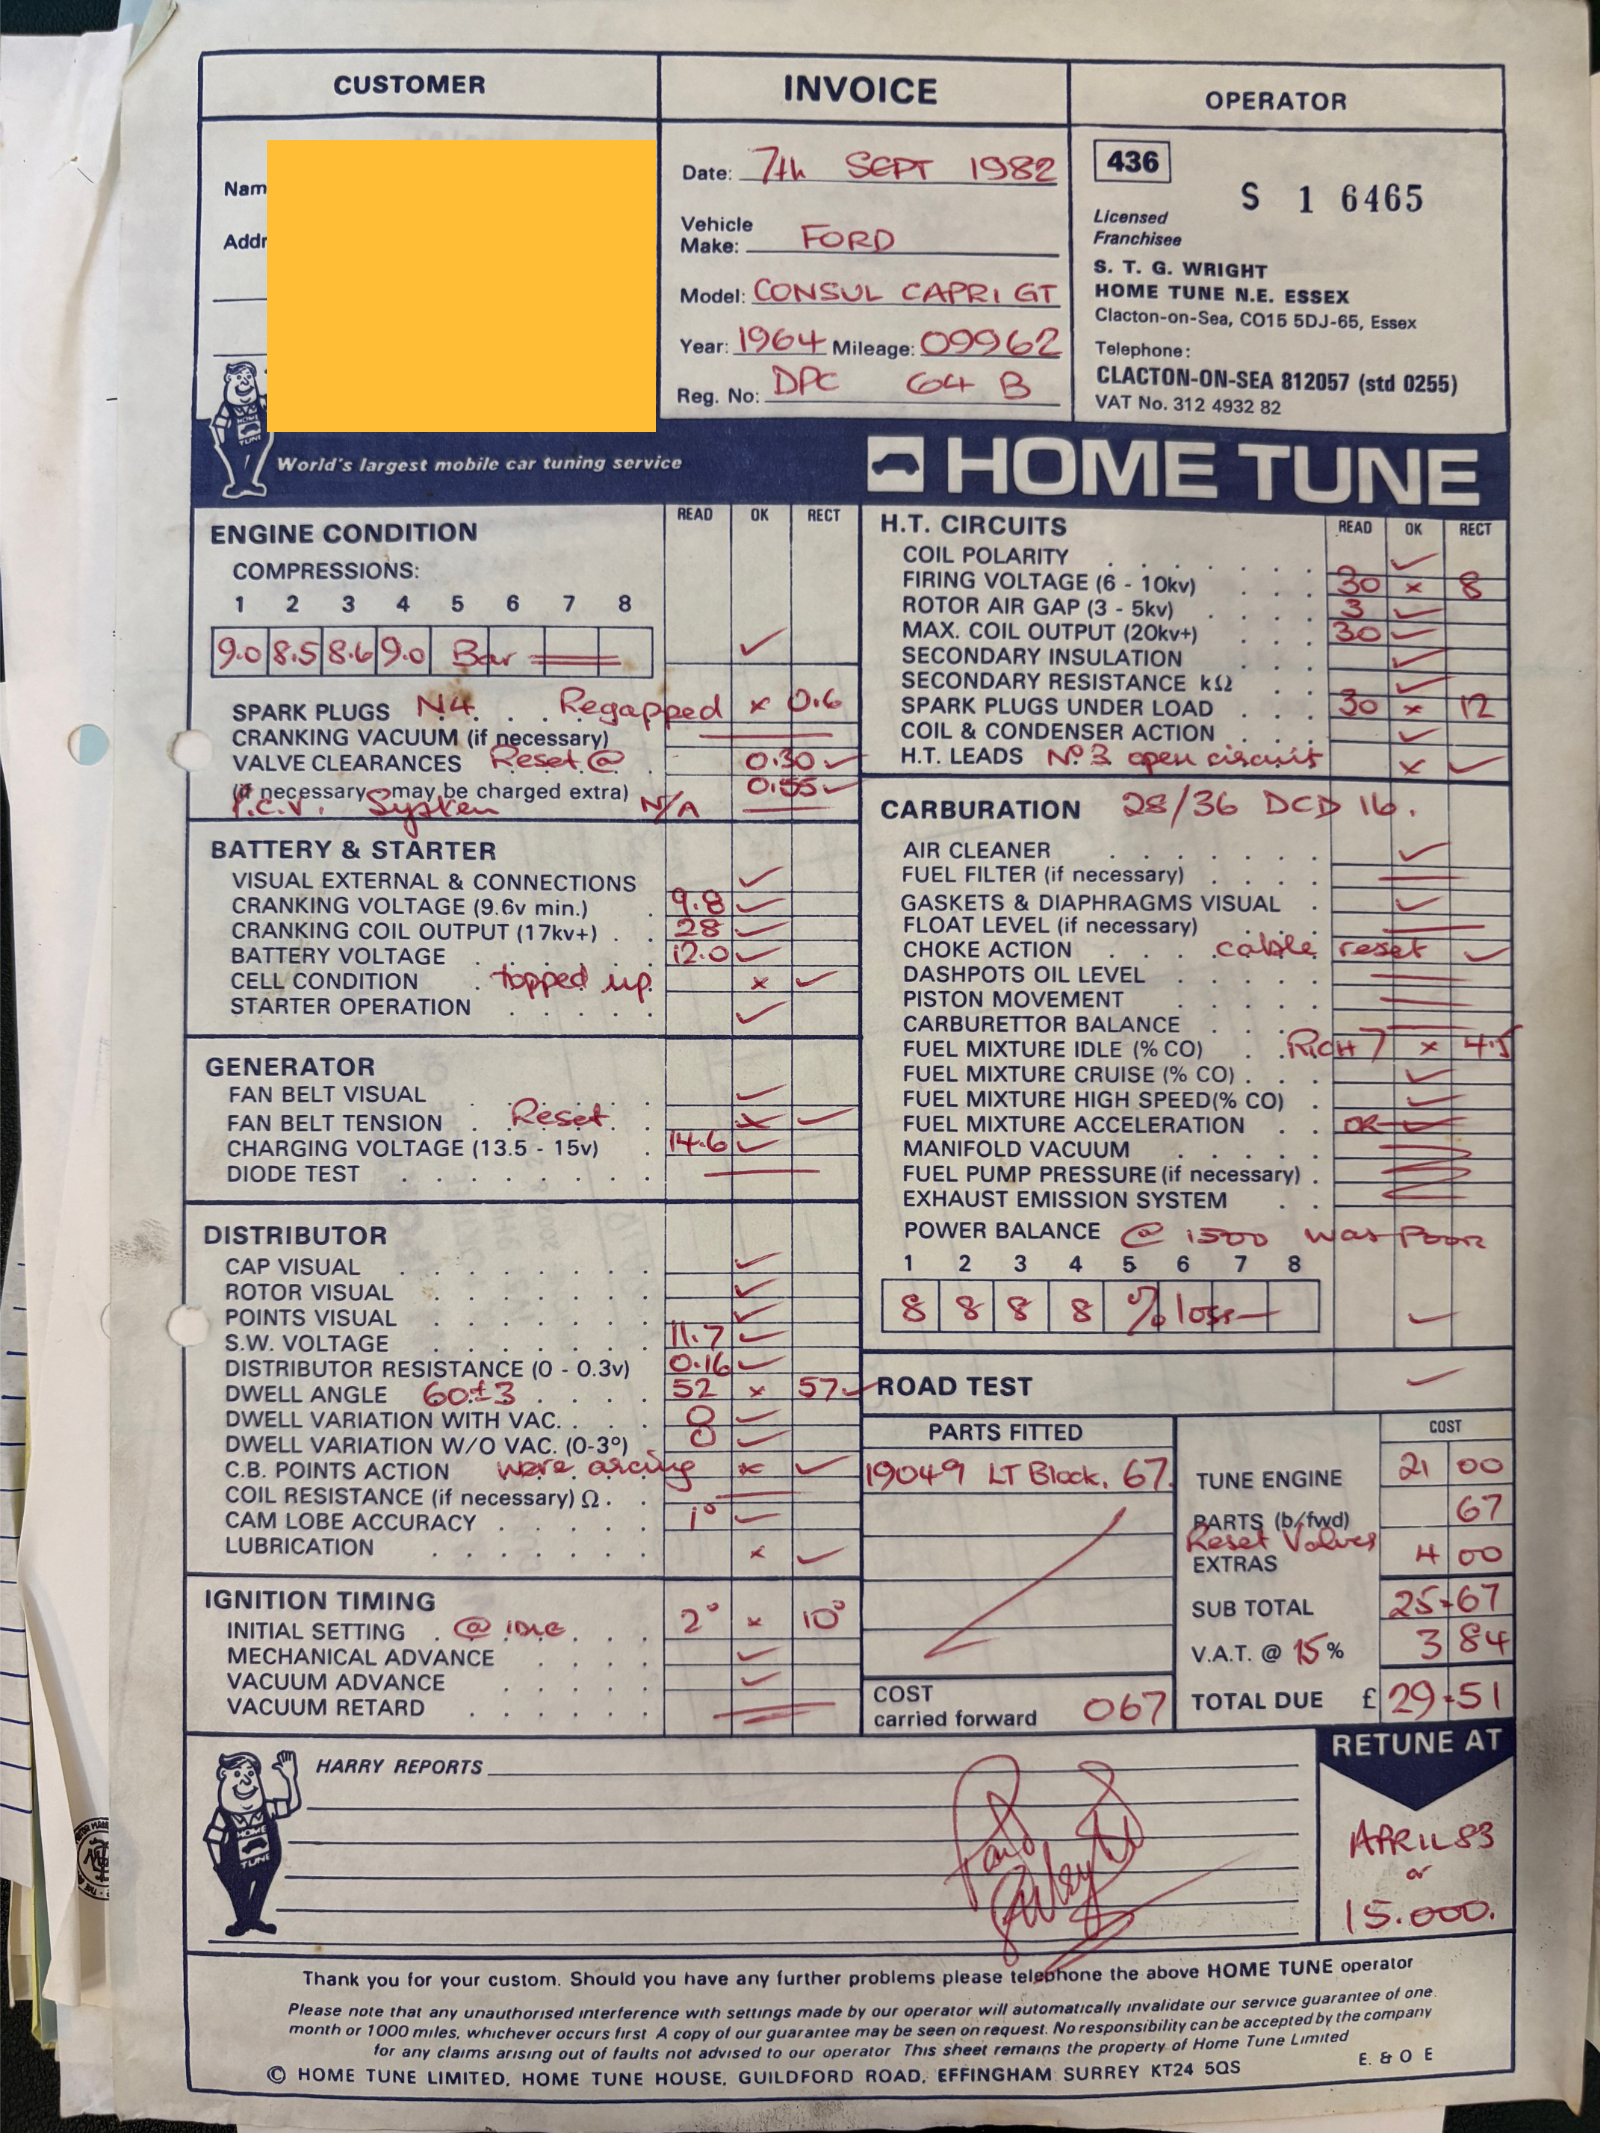 CUSTOMER
INVOICE
OPERATOR
Nam
Addr
Date: 7th SEPT 1982
Vehicle
Make: FORD
Model: CONSUL CAPRI GT
Year: 1964 Mileage: 09962
Reg. No: DPC 64 B
436
S 1 6465
Licensed
Franchisee
S. T. G. WRIGHT
HOME TUNE N.E. ESSEX
Clacton-on-Sea, CO15 5DJ-65, Essex
Telephone:
CLACTON-ON-SEA 812057 (std 0255)
VAT No. 312 4932 82
HOME
TUNE
World's largest mobile car tuning service
HOME TUNE
READ OK RECT
ENGINE CONDITION
COMPRESSIONS:
1 2 3 4 5 6 7 8
9.0 8.5 8.6 9.0 Bar
SPARK PLUGS N4 Regapped x 0.6
CRANKING VACUUM (if necessary)
VALVE CLEARANCES Reset @ 0.30 ✓
(if necessary may be charged extra) 0.55 ✓
P.C.V. System N/A
BATTERY & STARTER
VISUAL EXTERNAL & CONNECTIONS ✓
CRANKING VOLTAGE (9.6v min.) 9.8 ✓
CRANKING COIL OUTPUT (17kv+) 28 ✓
BATTERY VOLTAGE 12.0 ✓
CELL CONDITION topped up x ✓
STARTER OPERATION ✓
GENERATOR
FAN BELT VISUAL ✓
FAN BELT TENSION Reset x ✓
CHARGING VOLTAGE (13.5 - 15v) 14.6 ✓
DIODE TEST
DISTRIBUTOR
CAP VISUAL ✓
ROTOR VISUAL ✓
POINTS VISUAL ✓
S.W. VOLTAGE 11.7 ✓
DISTRIBUTOR RESISTANCE (0 - 0.3v) 0.16 ✓
DWELL ANGLE 60±3 52 x 57 ✓
DWELL VARIATION WITH VAC. 0 ✓
DWELL VARIATION W/O VAC. (0-3°) 0 ✓
C.B. POINTS ACTION were arcing x ✓
COIL RESISTANCE (if necessary) Ω
CAM LOBE ACCURACY 1° ✓
LUBRICATION x ✓
IGNITION TIMING
INITIAL SETTING @ IDLE 2° x 10°
MECHANICAL ADVANCE ✓
VACUUM ADVANCE ✓
VACUUM RETARD
H.T. CIRCUITS READ OK RECT
COIL POLARITY ✓
FIRING VOLTAGE (6 - 10kv) 30 x 8
ROTOR AIR GAP (3 - 5kv) 3 ✓
MAX. COIL OUTPUT (20kv+) 30 ✓
SECONDARY INSULATION ✓
SECONDARY RESISTANCE kΩ ✓
SPARK PLUGS UNDER LOAD 30 x 12
COIL & CONDENSER ACTION ✓
H.T. LEADS No. 3 open circuit x ✓
CARBURATION 28/36 DCD 16.
AIR CLEANER ✓
FUEL FILTER (if necessary)
GASKETS & DIAPHRAGMS VISUAL ✓
FLOAT LEVEL (if necessary)
CHOKE ACTION cable reset ✓
DASHPOTS OIL LEVEL
PISTON MOVEMENT
CARBURETTOR BALANCE
FUEL MIXTURE IDLE (% CO) RICH 7 x 4.5
FUEL MIXTURE CRUISE (% CO) ✓
FUEL MIXTURE HIGH SPEED (% CO) ✓
FUEL MIXTURE ACCELERATION ✓
MANIFOLD VACUUM
FUEL PUMP PRESSURE (if necessary)
EXHAUST EMISSION SYSTEM
POWER BALANCE @ 1500 was poor
1 2 3 4 5 6 7 8
8 8 8 8 % loss ✓
ROAD TEST ✓
PARTS FITTED
19049 LT Block. 67.
COST
carried forward 067
COST
TUNE ENGINE 21 00
PARTS (b/fwd) 67
Reset Valves
EXTRAS 4 00
SUB TOTAL 25-67
V.A.T. @ 15 % 3 84
TOTAL DUE £ 29-51
HARRY REPORTS
HOME
TUNE
RETUNE AT
APRIL 83
or
15.000.
Thank you for your custom. Should you have any further problems please telephone the above HOME TUNE operator
Please note that any unauthorised interference with settings made by our operator will automatically invalidate our service guarantee of one
month or 1000 miles, whichever occurs first A copy of our guarantee may be seen on request. No responsibility can be accepted by the company
for any claims arising out of faults not advised to our operator This sheet remains the property of Home Tune Limited
© HOME TUNE LIMITED, HOME TUNE HOUSE, GUILDFORD ROAD, EFFINGHAM SURREY KT24 5QS
E. & O E